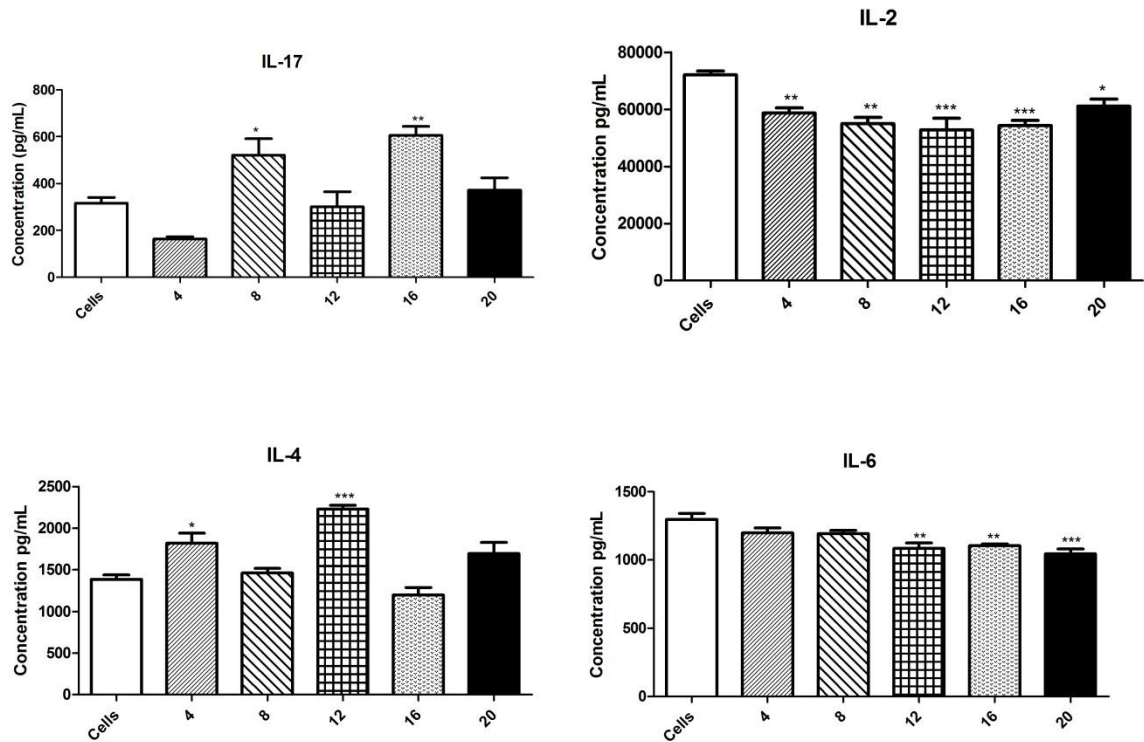 IL-17
Concentration (pg/mL)
800
600
400
200
0
* **
Cells 4 8 12 16 20
IL-2
Concentration pg/mL
80000
60000
40000
20000
0
** ** *** *** *
Cells 4 8 12 16 20
IL-4
Concentration pg/mL
2500
2000
1500
1000
500
0
* ***
Cells 4 8 12 16 20
IL-6
Concentration pg/mL
1500
1000
500
0
** ** ***
Cells 4 8 12 16 20